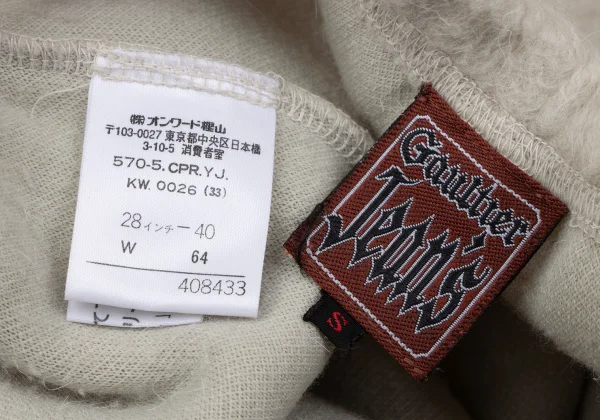 ㈱オンワード樫山
〒103-0027 東京都中央区日本橋
3-10-5 消費者室
570-5.CPR.YJ.
KW.0026 (33)
28インチ-40
W 64
408433
Gaultier
Jean's
S